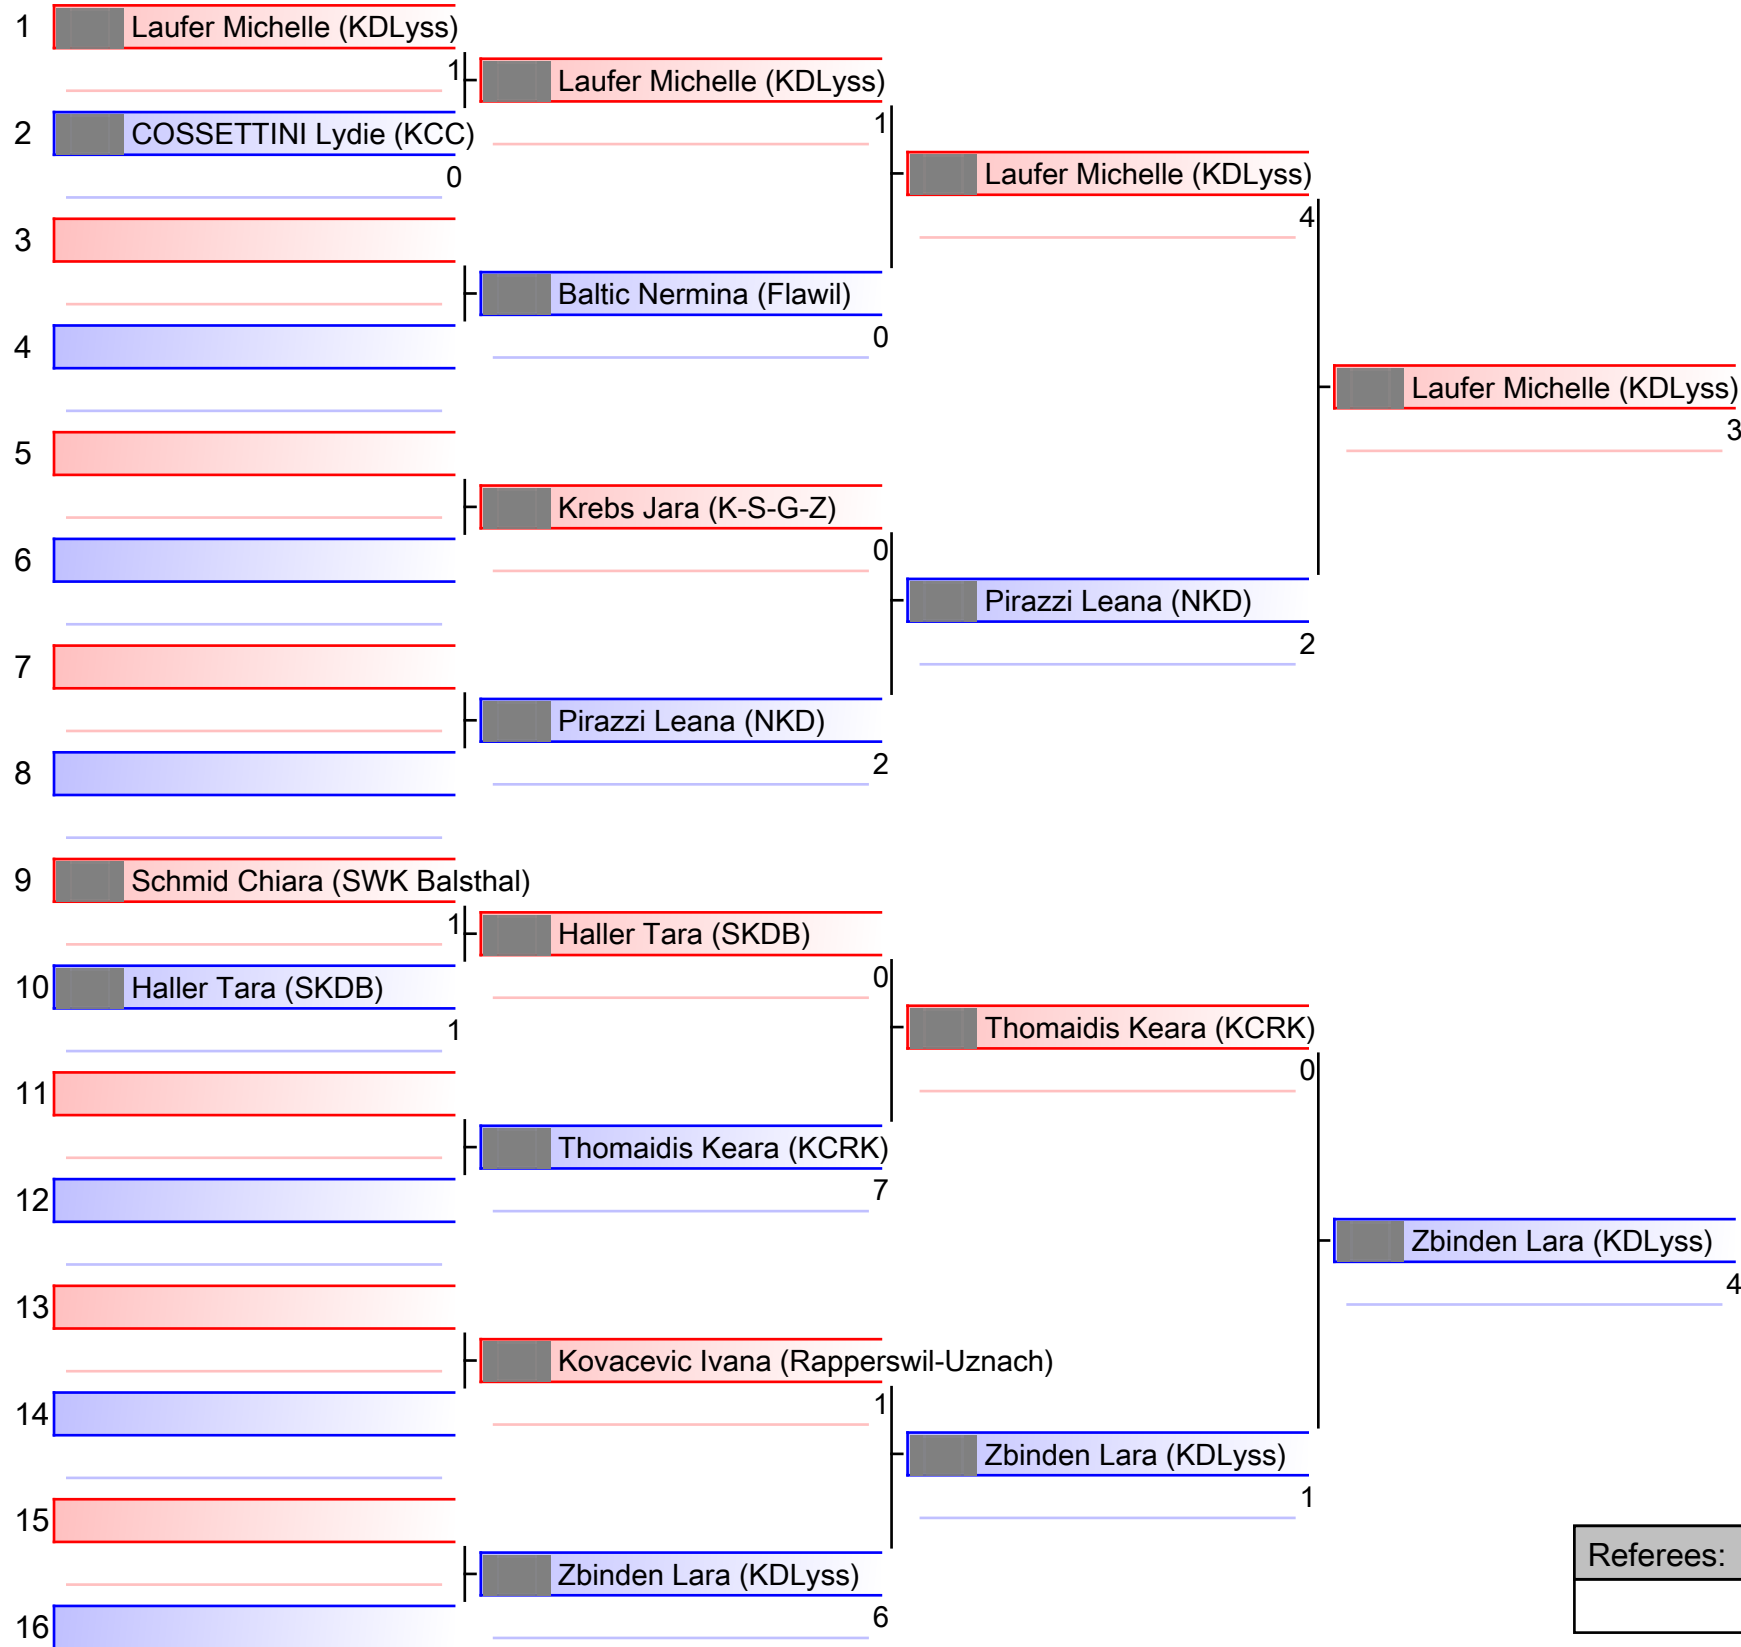 1 Laufer Michelle (KDLyss)
1
Laufer Michelle (KDLyss)
1
2 COSSETTINI Lydie (KCC)
0
Laufer Michelle (KDLyss)
4
3
Baltic Nermina (Flawil)
0
4
Laufer Michelle (KDLyss)
3
5
Krebs Jara (K-S-G-Z)
0
6
Pirazzi Leana (NKD)
2
7
Pirazzi Leana (NKD)
2
8
9 Schmid Chiara (SWK Balsthal)
1
Haller Tara (SKDB)
0
10 Haller Tara (SKDB)
1
Thomaidis Keara (KCRK)
0
11
Thomaidis Keara (KCRK)
7
12
Zbinden Lara (KDLyss)
4
13
Kovacevic Ivana (Rapperswil-Uznach)
1
14
Zbinden Lara (KDLyss)
1
15
Zbinden Lara (KDLyss)
6
16
Referees: